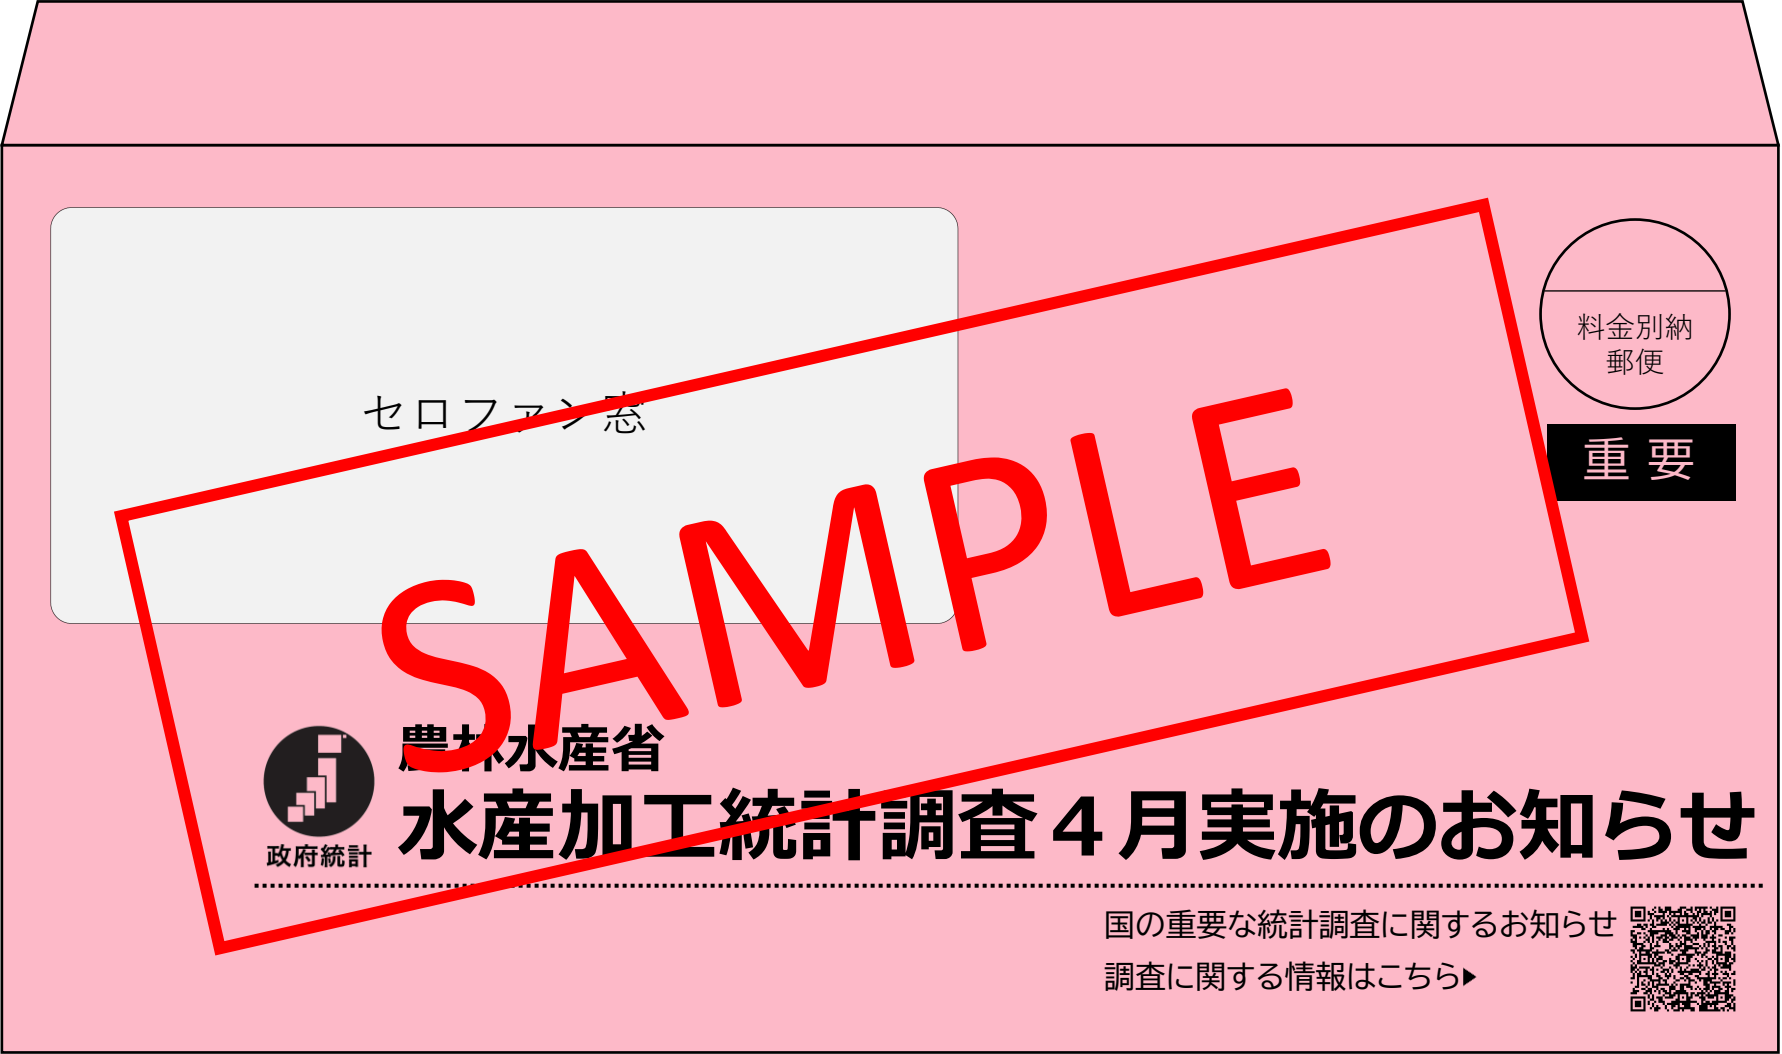 料金別納
郵便
セロファン窓
重要
SAMPLE
農林水産省
水産加工統計調査４月実施のお知らせ
政府統計
国の重要な統計調査に関するお知らせ
調査に関する情報はこちら▶